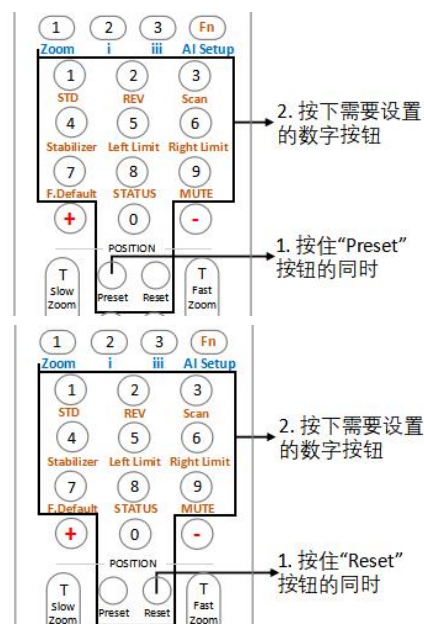 1 2 3 Fn
Zoom i iii AI Setup
1 2 3
STD REV Scan
4 5 6
Stabilizer Left Limit Right Limit
7 8 9
F.Default STATUS MUTE
+ 0 -
POSITION
T T
Slow Preset Reset Fast
Zoom Zoom
2. 按下需要设置
的数字按钮
1. 按住“Preset”
按钮的同时
1 2 3 Fn
Zoom i iii AI Setup
1 2 3
STD REV Scan
4 5 6
Stabilizer Left Limit Right Limit
7 8 9
F.Default STATUS MUTE
+ 0 -
POSITION
T T
Slow Preset Reset Fast
Zoom Zoom
2. 按下需要设置
的数字按钮
1. 按住“Reset”
按钮的同时